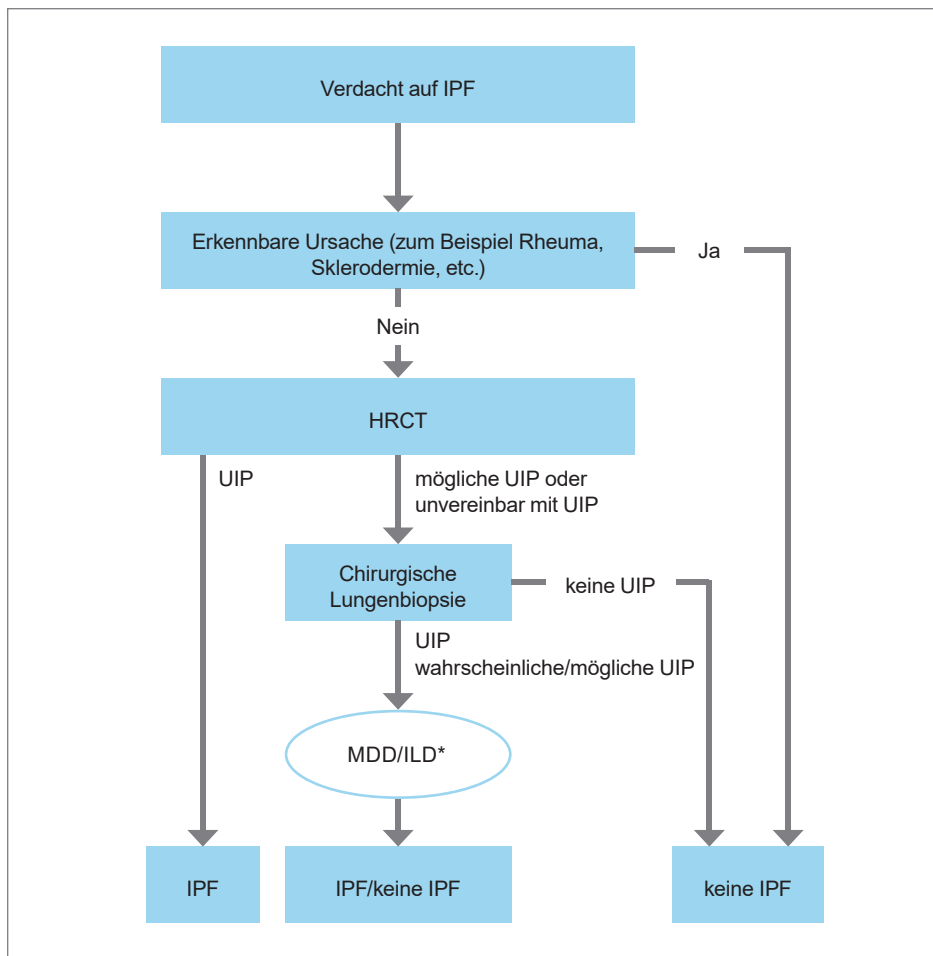 Verdacht auf IPF
Erkennbare Ursache (zum Beispiel Rheuma,
Sklerodermie, etc.)
Ja
Nein
HRCT
UIP
mögliche UIP oder
unvereinbar mit UIP
Chirurgische
Lungenbiopsie
keine UIP
UIP
wahrscheinliche/mögliche UIP
MDD/ILD*
IPF
IPF/keine IPF
keine IPF